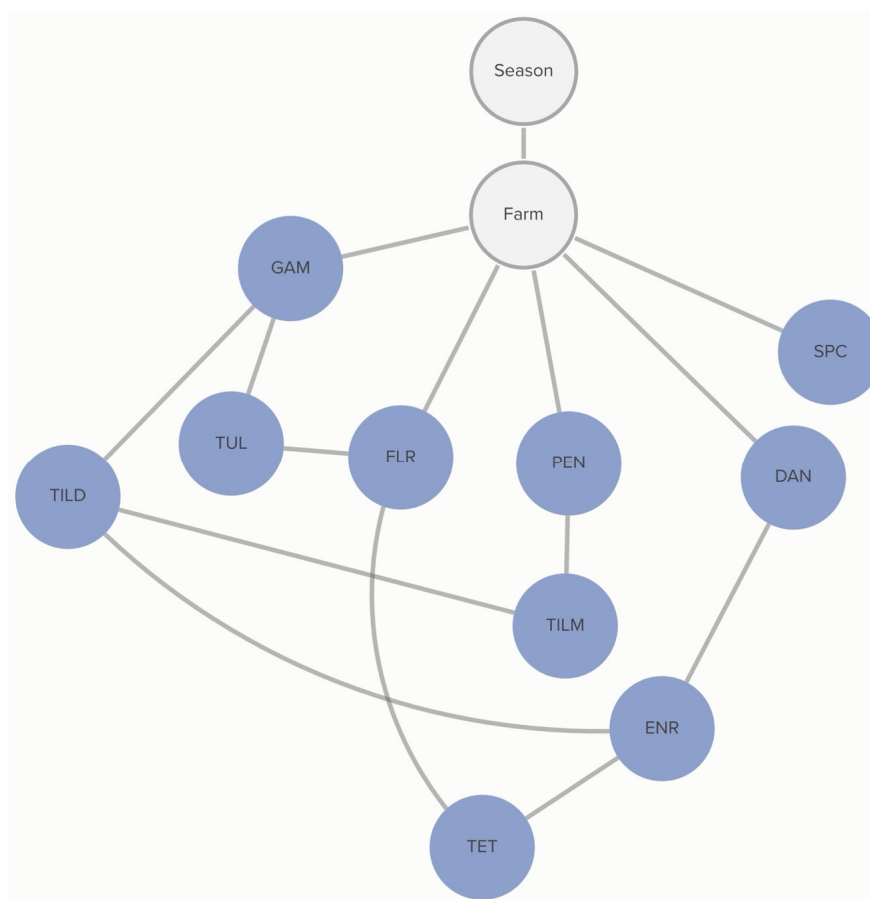 Season
Farm
GAM
SPC
TUL
FLR
PEN
DAN
TILD
TILM
ENR
TET